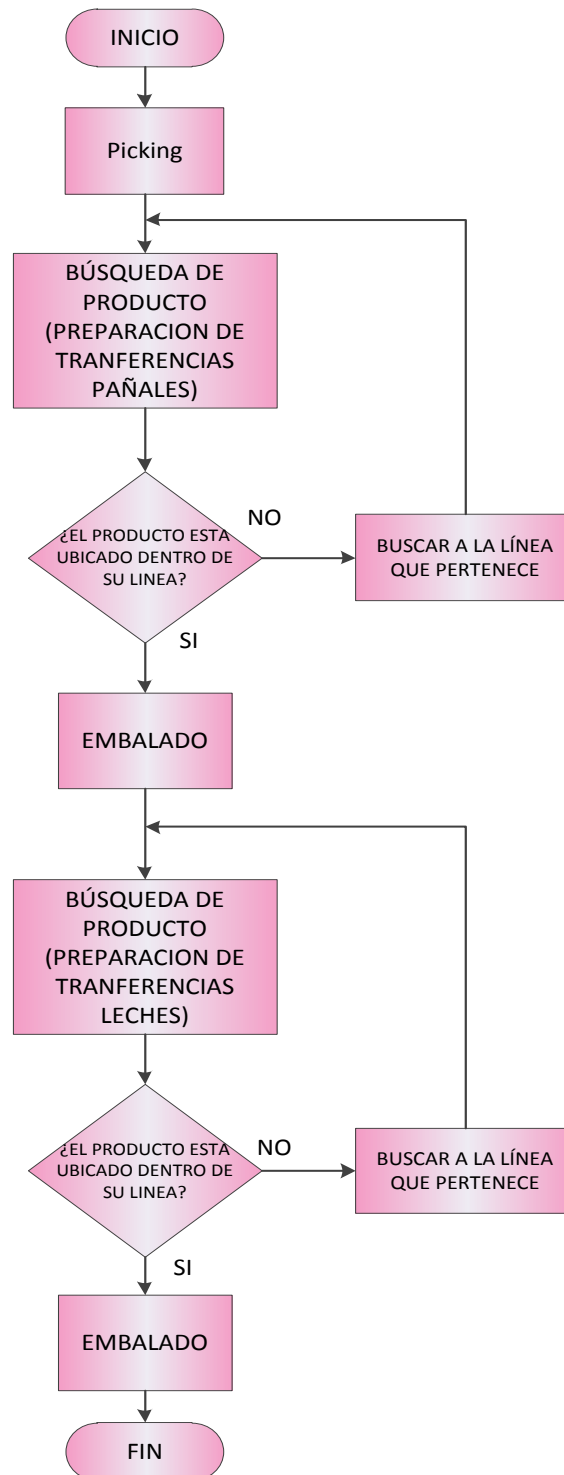 INICIO
Picking
BÚSQUEDA DE
PRODUCTO
(PREPARACION DE
TRANFERENCIAS
PAÑALES)
¿EL PRODUCTO ESTA
UBICADO DENTRO DE
SU LINEA?
NO
BUSCAR A LA LÍNEA
QUE PERTENECE
SI
EMBALADO
BÚSQUEDA DE
PRODUCTO
(PREPARACION DE
TRANFERENCIAS
LECHES)
¿EL PRODUCTO ESTA
UBICADO DENTRO DE
SU LINEA?
NO
BUSCAR A LA LÍNEA
QUE PERTENECE
SI
EMBALADO
FIN